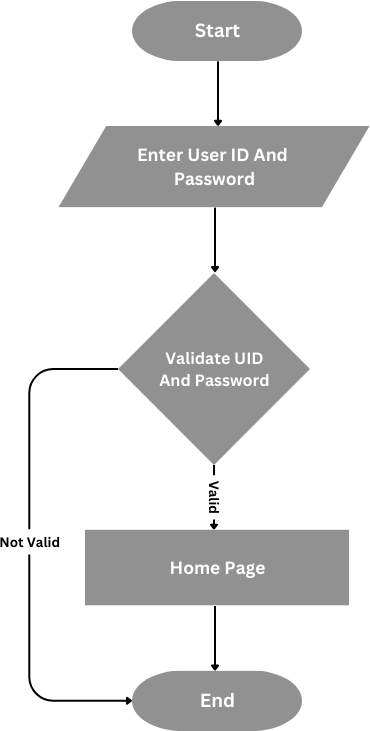 Start
Enter User ID And
Password
Validate UID
And Password
Valid
Not Valid
Home Page
End